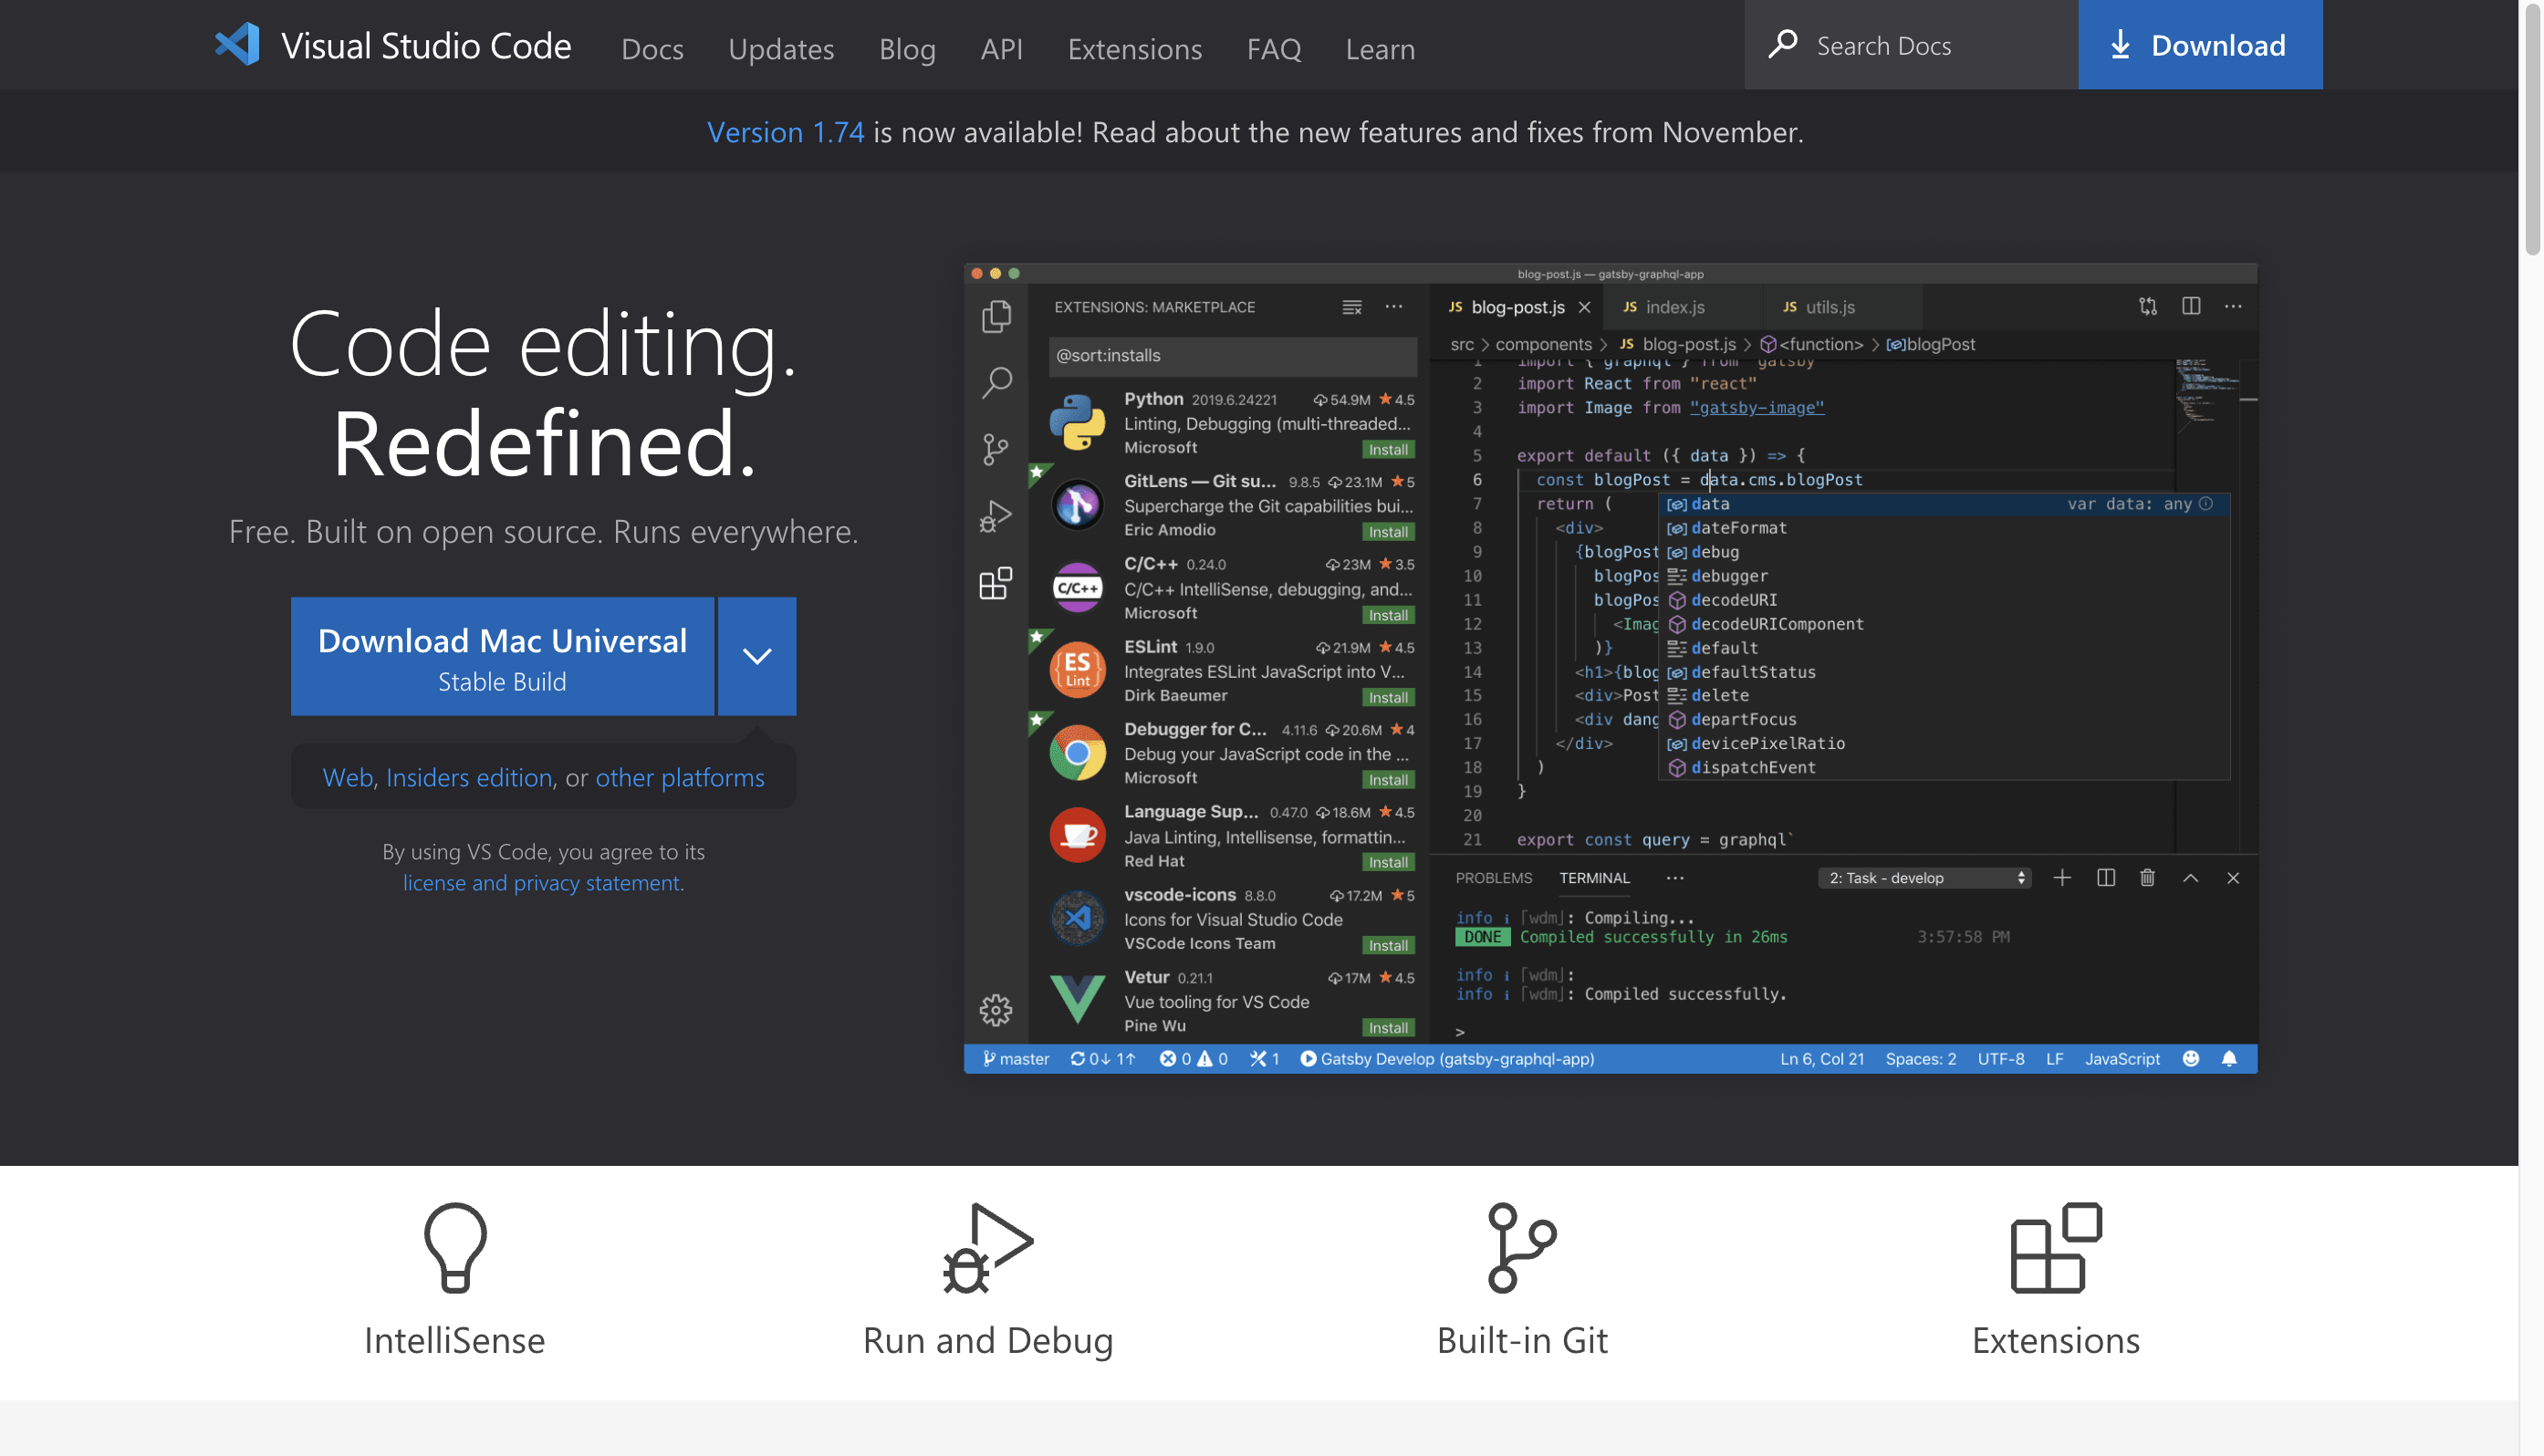 Visual Studio Code Docs Updates Blog API Extensions FAQ Learn Search Docs Download
Version 1.74 is now available! Read about the new features and fixes from November.
Code editing.
Redefined.
Free. Built on open source. Runs everywhere.
Download Mac Universal
Stable Build
Web, Insiders edition, or other platforms
By using VS Code, you agree to its
license and privacy statement.
blog-post.js — gatsby-graphql-app
EXTENSIONS: MARKETPLACE
@sort:installs
Python 2019.6.24221 54.9M 4.5
Linting, Debugging (multi-threaded...
Microsoft Install
GitLens — Git su... 9.8.5 23.1M 5
Supercharge the Git capabilities bui...
Eric Amodio Install
C/C++
C/C++ 0.24.0 23M 3.5
C/C++ IntelliSense, debugging, and...
Microsoft Install
ES
Lint
ESLint 1.9.0 21.9M 4.5
Integrates ESLint JavaScript into V...
Dirk Baeumer Install
Debugger for C... 4.11.6 20.6M 4
Debug your JavaScript code in the ...
Microsoft Install
Language Sup... 0.47.0 18.6M 4.5
Java Linting, Intellisense, formattin...
Red Hat Install
vscode-icons 8.8.0 17.2M 5
Icons for Visual Studio Code
VSCode Icons Team Install
Vetur 0.21.1 17M 4.5
Vue tooling for VS Code
Pine Wu Install
JS blog-post.js JS index.js JS utils.js
src > components > JS blog-post.js > <function> > blogPost
1 import { graphql } from "gatsby"
2 import React from "react"
3 import Image from "gatsby-image"
4
5 export default ({ data }) => {
6 const blogPost = data.cms.blogPost
7 return (
8 <div>
9 {blogPost
10 blogPos
11 blogPos
12 <Imag
13 )}
14 <h1>{blog
15 <div>Post
16 <div dang
17 </div>
18 )
19 }
20
21 export const query = graphql`
data var data: any
dateFormat
debug
debugger
decodeURI
decodeURIComponent
default
defaultStatus
delete
departFocus
devicePixelRatio
dispatchEvent
PROBLEMS TERMINAL ... 2: Task - develop
info i ⌈wdm⌋: Compiling...
DONE Compiled successfully in 26ms 3:57:58 PM
info i ⌈wdm⌋:
info i ⌈wdm⌋: Compiled successfully.
>
master 0↓ 1↑ 0 0 1 Gatsby Develop (gatsby-graphql-app) Ln 6, Col 21 Spaces: 2 UTF-8 LF JavaScript
IntelliSense
Run and Debug
Built-in Git
Extensions